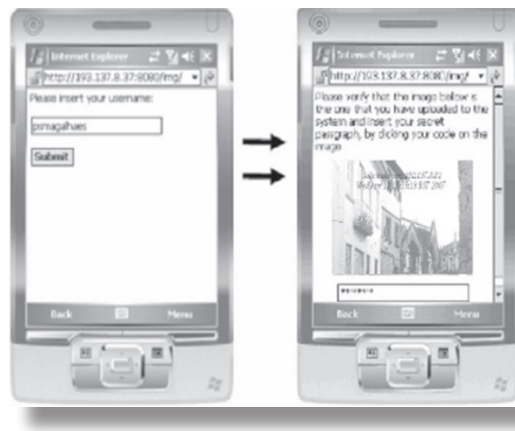 Internet Explorer
http://193.137.8.37:8080/img/
Please insert your username:
psmagalhaes
Submit
Back
Menu
Internet Explorer
http://193.137.8.37:8080/img/
Please verify that the image below is
the one that you have uploaded to the
system and insert your secret
passgraph, by clicking your code on the
image
*******
Back
Menu